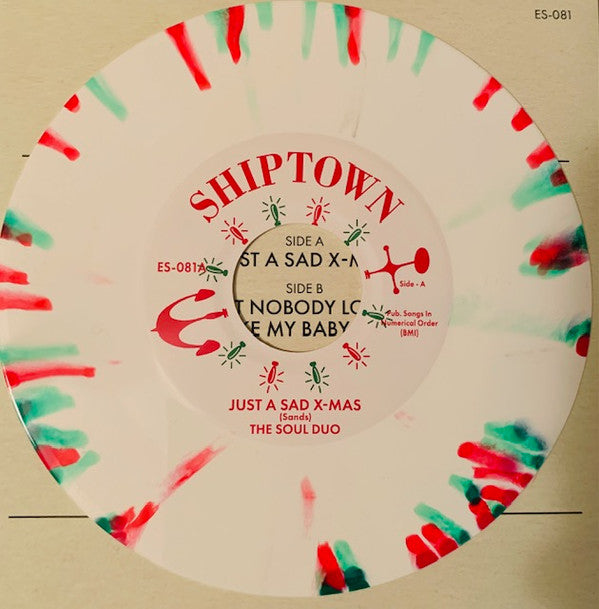 ES-081
SHIPTOWN
SIDE A
ST A SAD X-M
ES-081A
Side - A
SIDE B
T NOBODY LO
E MY BABY
Pub. Songs In
Numerical Order
(BMI)
JUST A SAD X-MAS
(Sands)
THE SOUL DUO